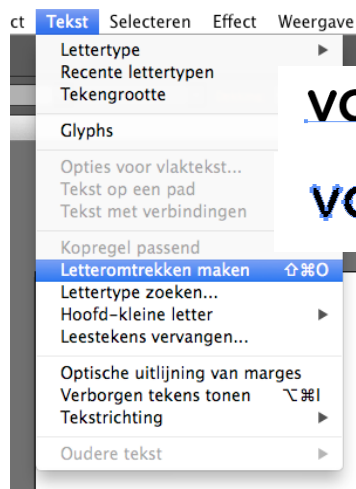 ct Tekst Selecteren Effect Weergave
Lettertype
Recente lettertypen
Tekengrootte
Glyphs
Opties voor vlaktekst...
Tekst op een pad
Tekst met verbindingen
Kopregel passend
Letteromtrekken maken ⇧⌘O
Lettertype zoeken...
Hoofd-kleine letter
Leestekens vervangen...
Optische uitlijning van marges
Verborgen tekens tonen ⌥⌘I
Tekstrichting
Oudere tekst